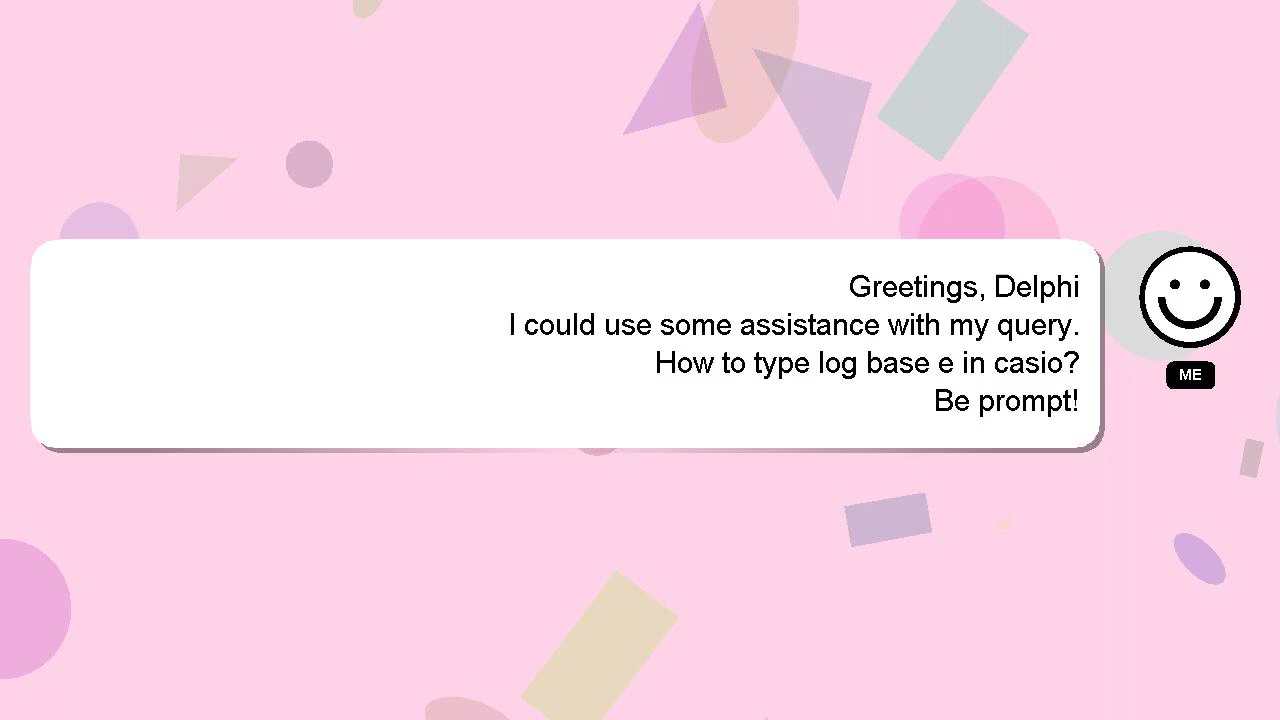 Greetings, Delphi
I could use some assistance with my query.
How to type log base e in casio?
Be prompt!
ME